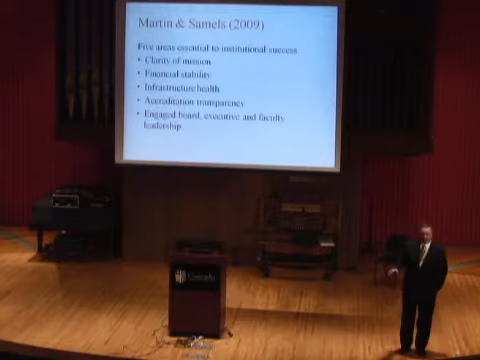 Martin & Samels (2009)
Five areas essential to institutional success
• Clarity of mission
• Financial stability
• Infrastructure health
• Accreditation transparency
• Engaged board, executive and faculty
leadership